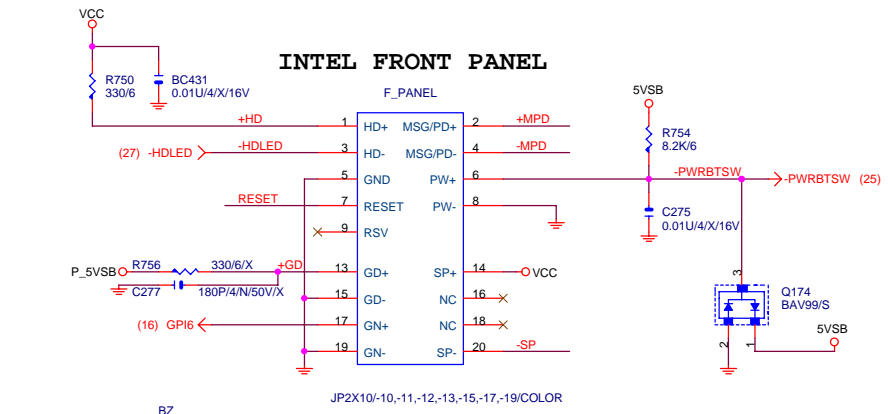 VCC
INTEL FRONT PANEL
R750
330/6
BC431
0.01U/4/X/16V
F_PANEL
5VSB
R754
8.2K/6
+HD 1 HD+ MSG/PD+ 2 +MPD
(27) -HDLED -HDLED 3 HD- MSG/PD- 4 -MPD
5 GND PW+ 6 -PWRBTSW -PWRBTSW (25)
RESET 7 RESET PW- 8
C275
0.01U/4/X/16V
9 RSV
P_5VSB R756 330/6/X +GD 13 GD+ SP+ 14 VCC
C277 180P/4/N/50V/X 15 GD- NC 16
(16) GPI6 17 GN+ NC 18
19 GN- SP- 20 -SP
3
Q174
BAV99/S
2
1
5VSB
JP2X10/-10,-11,-12,-13,-15,-17,-19/COLOR
BZ